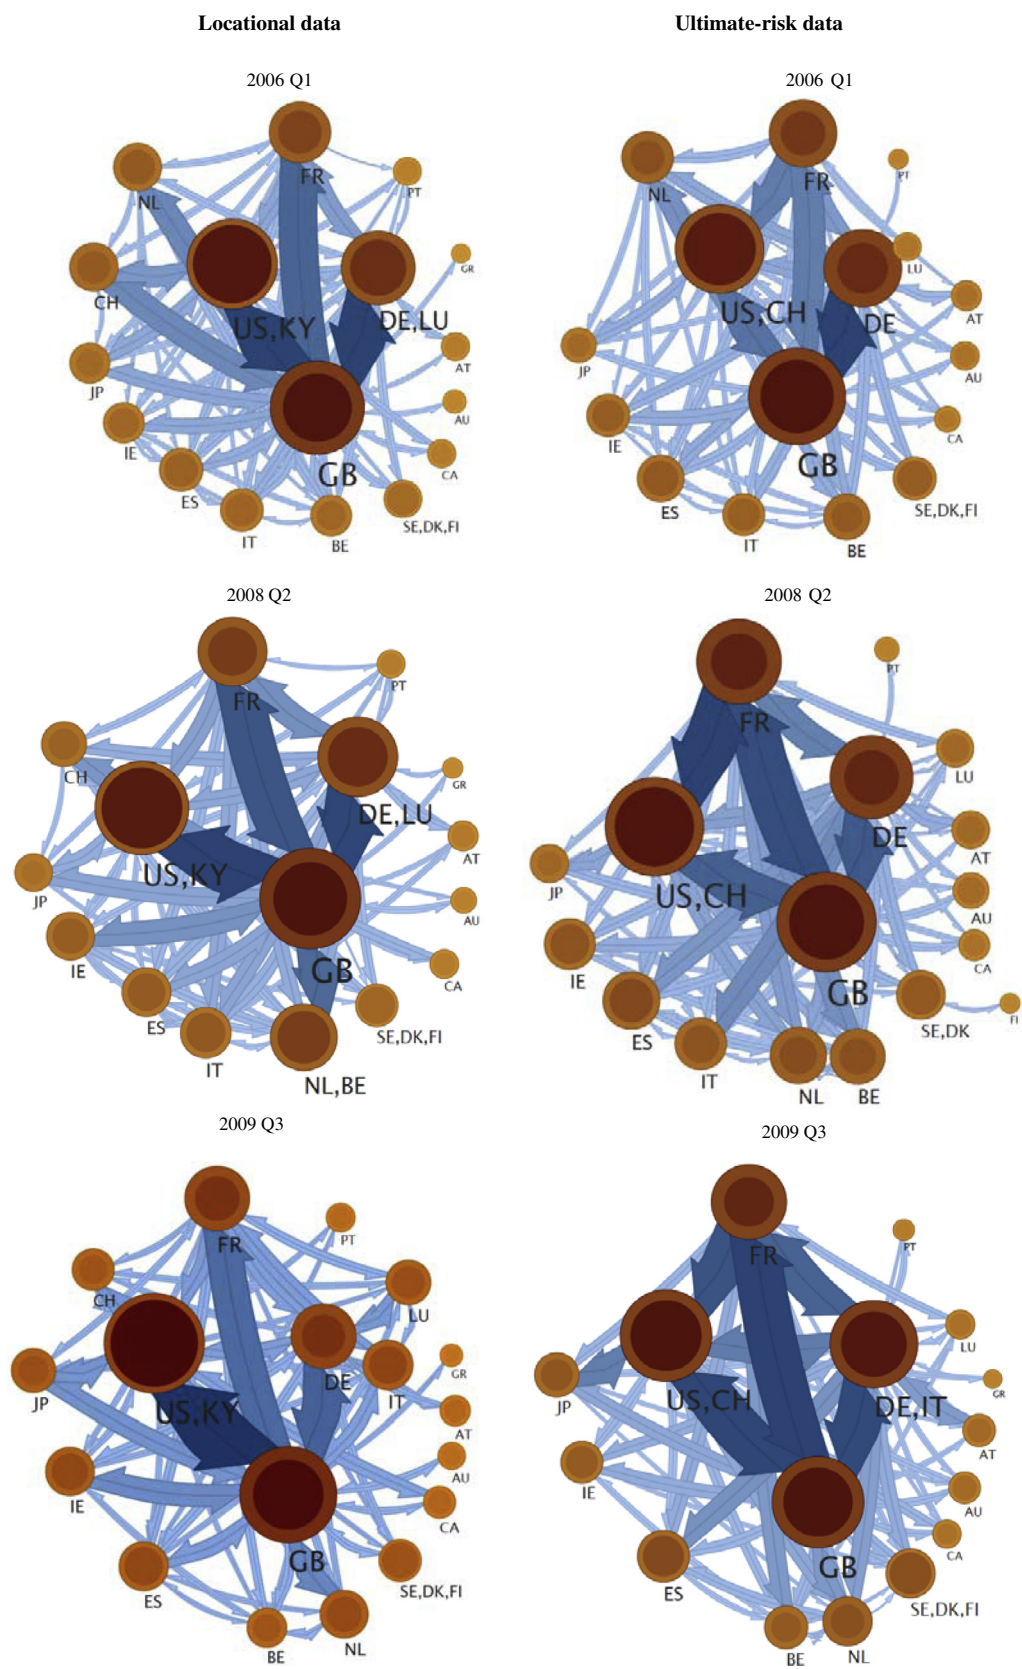 Locational data
Ultimate-risk data
2006 Q1
2006 Q1
FR
PT
NL
GR
CH
US,KY
DE,LU
AT
JP
AU
IE
CA
GB
ES
SE,DK,FI
IT
BE
FR
PT
NL
LU
AT
US,CH
DE
JP
AU
CA
IE
GB
ES
SE,DK,FI
IT
BE
2008 Q2
2008 Q2
FR
PT
CH
GR
DE,LU
AT
US,KY
JP
AU
IE
GB
CA
ES
SE,DK,FI
IT
NL,BE
PT
FR
LU
DE
AT
JP
US,CH
AU
CA
IE
GB
FI
SE,DK
ES
IT
NL
BE
2009 Q3
2009 Q3
FR
PT
CH
LU
GR
DE
IT
JP
US,KY
AT
AU
IE
CA
GB
SE,DK,FI
ES
NL
BE
FR
PT
LU
GR
US,CH
DE,IT
JP
AT
IE
AU
CA
GB
ES
SE,DK,FI
BE
NL